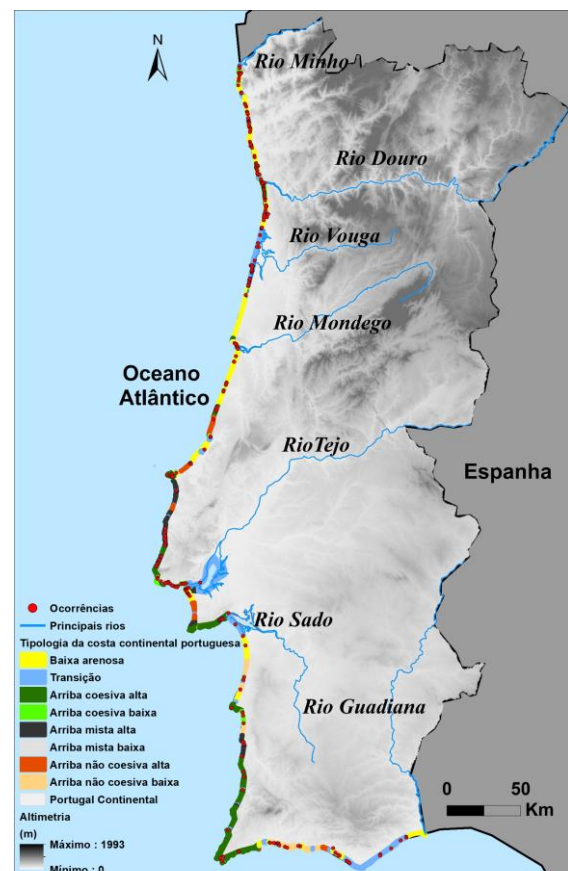 N
Rio Minho
Rio Douro
Rio Vouga
Rio Mondego
Oceano
Atlântico
RioTejo
Espanha
Rio Sado
Rio Guadiana
Ocorrências
Principais rios
Tipologia da costa continental portuguesa
Baixa arenosa
Transição
Arriba coesiva alta
Arriba coesiva baixa
Arriba mista alta
Arriba mista baixa
Arriba não coesiva alta
Arriba não coesiva baixa
Portugal Continental
Altimetria
(m)
Máximo : 1993
Mínimo : 0
0 50
Km